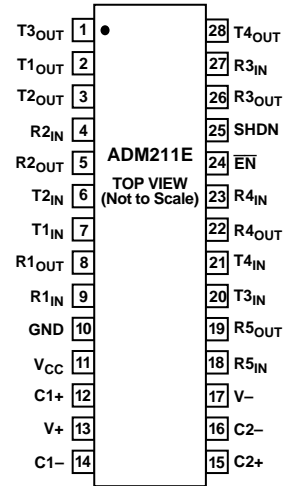 T3OUT 1
T1OUT 2
T2OUT 3
R2IN 4
R2OUT 5
T2IN 6
T1IN 7
R1OUT 8
R1IN 9
GND 10
VCC 11
C1+ 12
V+ 13
C1– 14
ADM211E
TOP VIEW
(Not to Scale)
28 T4OUT
27 R3IN
26 R3OUT
25 SHDN
24 E̅N̅
23 R4IN
22 R4OUT
21 T4IN
20 T3IN
19 R5OUT
18 R5IN
17 V–
16 C2–
15 C2+